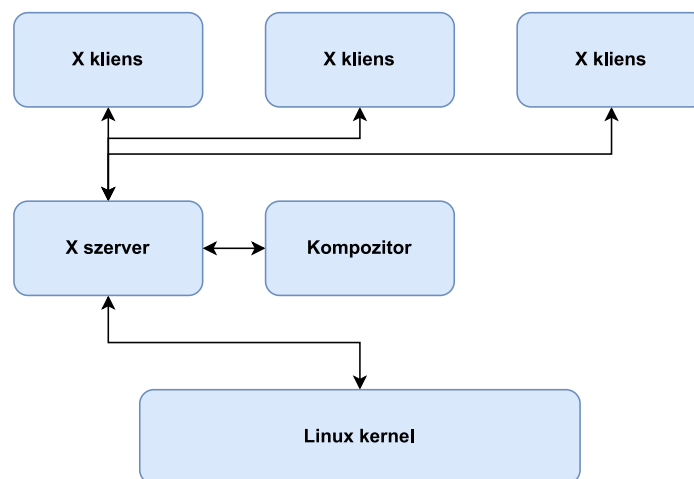 X kliens
X kliens
X kliens
X szerver
Kompozitor
Linux kernel